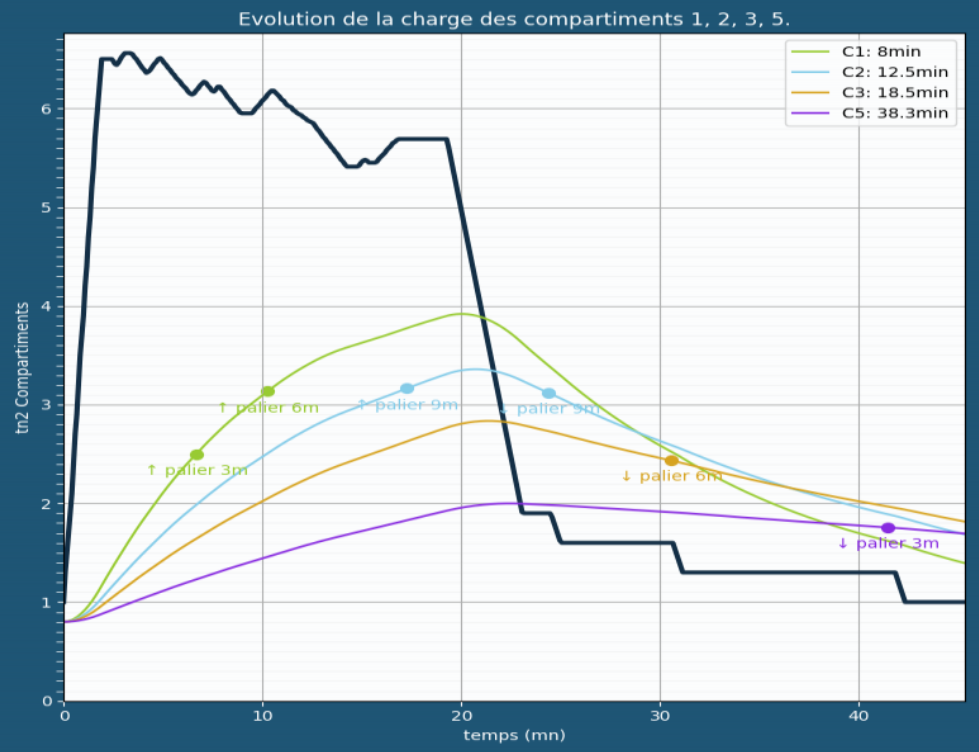 Evolution de la charge des compartiments 1, 2, 3, 5.
C1: 8min
C2: 12.5min
C3: 18.5min
C5: 38.3min
tn2 Compartiments
6
5
4
3
2
1
0
↑ palier 6m
↑ palier 9m
↓ palier 9m
↑ palier 3m
↓ palier 6m
↓ palier 3m
0 10 20 30 40
temps (mn)